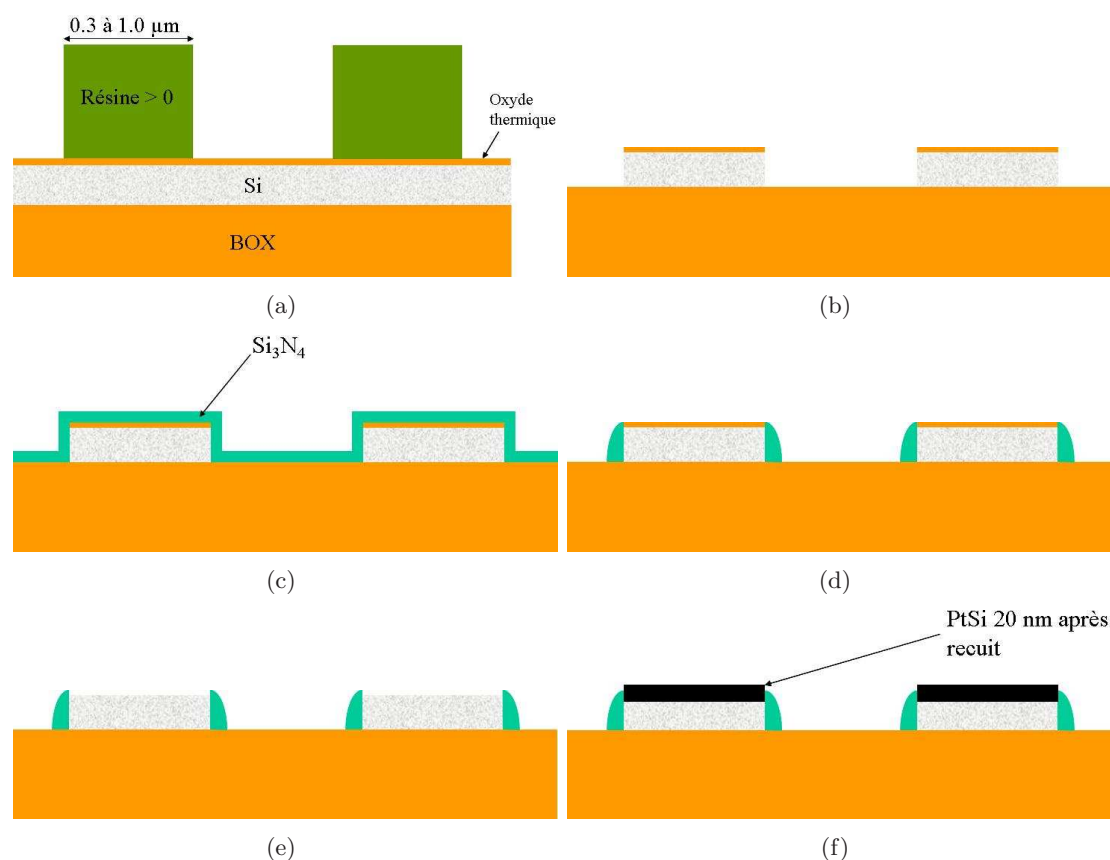 0.3 à 1.0 µm
Résine > 0
Oxyde
thermique
Si
BOX
(a)
(b)
Si₃N₄
(c)
(d)
PtSi 20 nm après
recuit
(e)
(f)